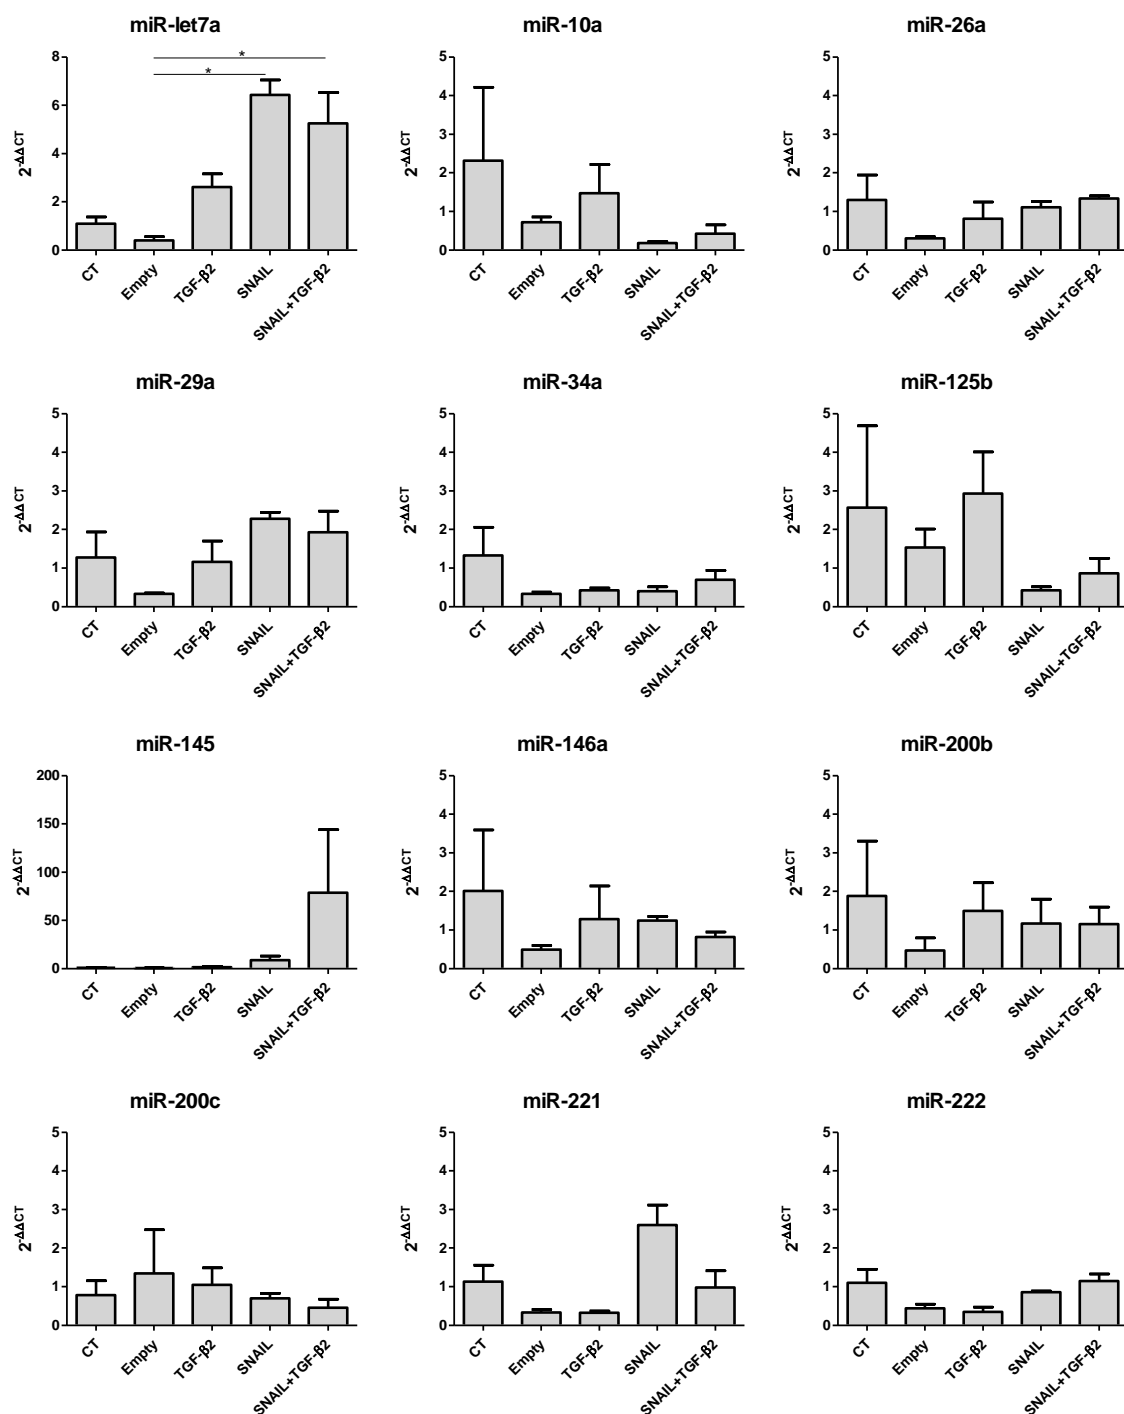 miR-let7a
8
6
4
2
0
2^-ΔΔCT
*
*
CT
Empty
TGF-β2
SNAIL
SNAIL+TGF-β2
miR-10a
5
4
3
2
1
0
2^-ΔΔCT
CT
Empty
TGF-β2
SNAIL
SNAIL+TGF-β2
miR-26a
5
4
3
2
1
0
2^-ΔΔCT
CT
Empty
TGF-β2
SNAIL
SNAIL+TGF-β2
miR-29a
5
4
3
2
1
0
2^-ΔΔCT
CT
Empty
TGF-β2
SNAIL
SNAIL+TGF-β2
miR-34a
5
4
3
2
1
0
2^-ΔΔCT
CT
Empty
TGF-β2
SNAIL
SNAIL+TGF-β2
miR-125b
5
4
3
2
1
0
2^-ΔΔCT
CT
Empty
TGF-β2
SNAIL
SNAIL+TGF-β2
miR-145
200
150
100
50
0
2^-ΔΔCT
CT
Empty
TGF-β2
SNAIL
SNAIL+TGF-β2
miR-146a
5
4
3
2
1
0
2^-ΔΔCT
CT
Empty
TGF-β2
SNAIL
SNAIL+TGF-β2
miR-200b
5
4
3
2
1
0
2^-ΔΔCT
CT
Empty
TGF-β2
SNAIL
SNAIL+TGF-β2
miR-200c
5
4
3
2
1
0
2^-ΔΔCT
CT
Empty
TGF-β2
SNAIL
SNAIL+TGF-β2
miR-221
5
4
3
2
1
0
2^-ΔΔCT
CT
Empty
TGF-β2
SNAIL
SNAIL+TGF-β2
miR-222
5
4
3
2
1
0
2^-ΔΔCT
CT
Empty
TGF-β2
SNAIL
SNAIL+TGF-β2